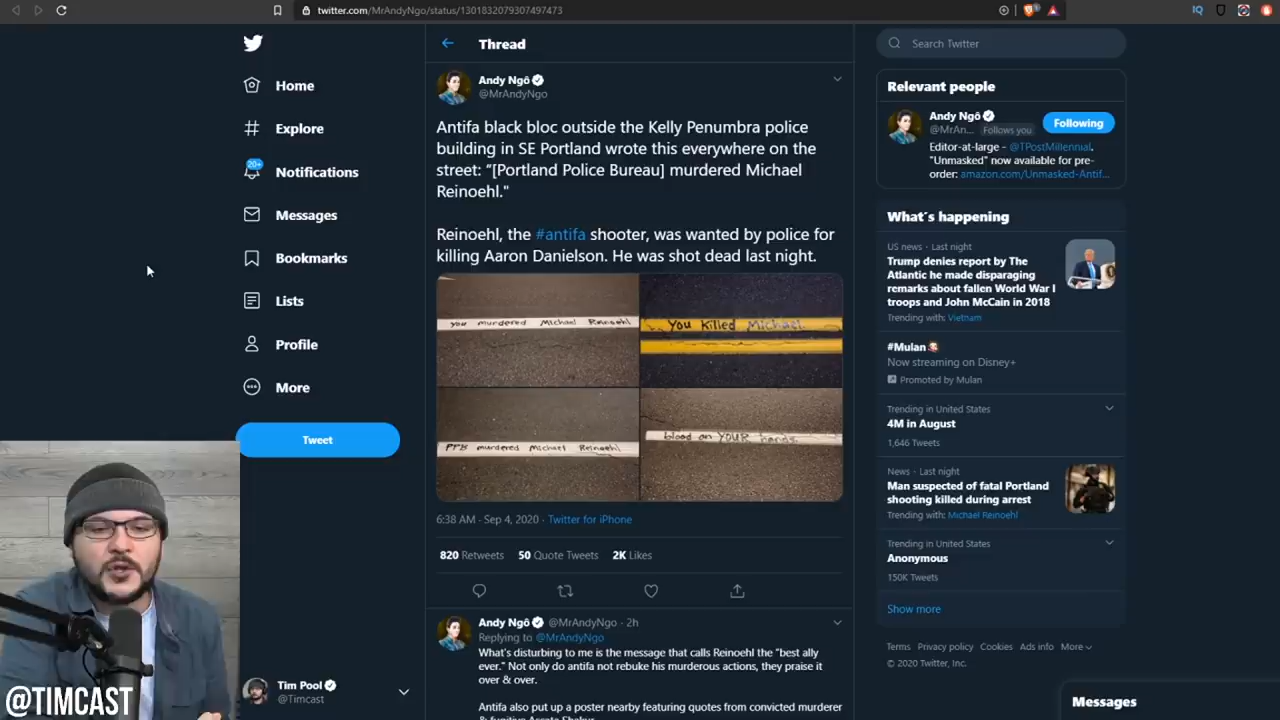 twitter.com/MrAndyNgo/status/1301832079307497473
Home
Explore
20+
Notifications
Messages
Bookmarks
Lists
Profile
More
Tweet
Tim Pool
@Timcast
@TIMCAST
Thread
Andy Ngô
@MrAndyNgo
Antifa black bloc outside the Kelly Penumbra police
building in SE Portland wrote this everywhere on the
street: “[Portland Police Bureau] murdered Michael
Reinoehl."
Reinoehl, the #antifa shooter, was wanted by police for
killing Aaron Danielson. He was shot dead last night.
you murdered Michael Reinoehl
You Killed Michael
PPB murdered Michael Reinoehl
blood on YOUR hands
6:38 AM · Sep 4, 2020 · Twitter for iPhone
820 Retweets 50 Quote Tweets 2K Likes
Andy Ngô @MrAndyNgo · 2h
Replying to @MrAndyNgo
What's disturbing to me is the message that calls Reinoehl the "best ally
ever." Not only do antifa not rebuke his murderous actions, they praise it
over & over.
Antifa also put up a poster nearby featuring quotes from convicted murderer
& fugitive Assata Shakur
Search Twitter
Relevant people
Andy Ngô
@MrAn... Follows you
Following
Editor-at-large - @TPostMillennial.
"Unmasked" now available for pre-
order: amazon.com/Unmasked-Antif...
What's happening
US news · Last night
Trump denies report by The
Atlantic he made disparaging
remarks about fallen World War I
troops and John McCain in 2018
Trending with: Vietnam
#Mulan
Now streaming on Disney+
Promoted by Mulan
Trending in United States
4M in August
1,646 Tweets
News · Last night
Man suspected of fatal Portland
shooting killed during arrest
Trending with: Michael Reinoehl
Trending in United States
Anonymous
150K Tweets
Show more
Terms Privacy policy Cookies Ads info More
© 2020 Twitter, Inc.
Messages